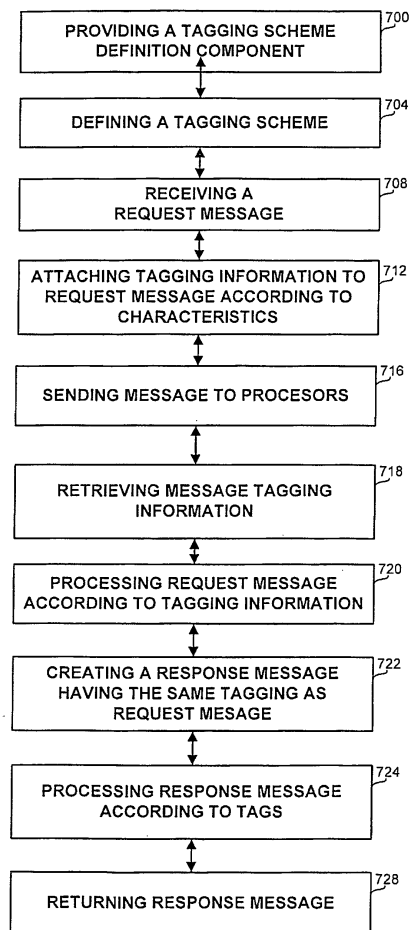 PROVIDING A TAGGING SCHEME
DEFINITION COMPONENT
700
DEFINING A TAGGING SCHEME
704
RECEIVING A
REQUEST MESSAGE
708
ATTACHING TAGGING INFORMATION TO
REQUEST MESSAGE ACCORDING TO
CHARACTERISTICS
712
SENDING MESSAGE TO PROCESORS
716
RETRIEVING MESSAGE TAGGING
INFORMATION
718
PROCESSING REQUEST MESSAGE
ACCORDING TO TAGGING INFORMATION
720
CREATING A RESPONSE MESSAGE
HAVING THE SAME TAGGING AS
REQUEST MESAGE
722
PROCESSING RESPONSE MESSAGE
ACCORDING TO TAGS
724
RETURNING RESPONSE MESSAGE
728